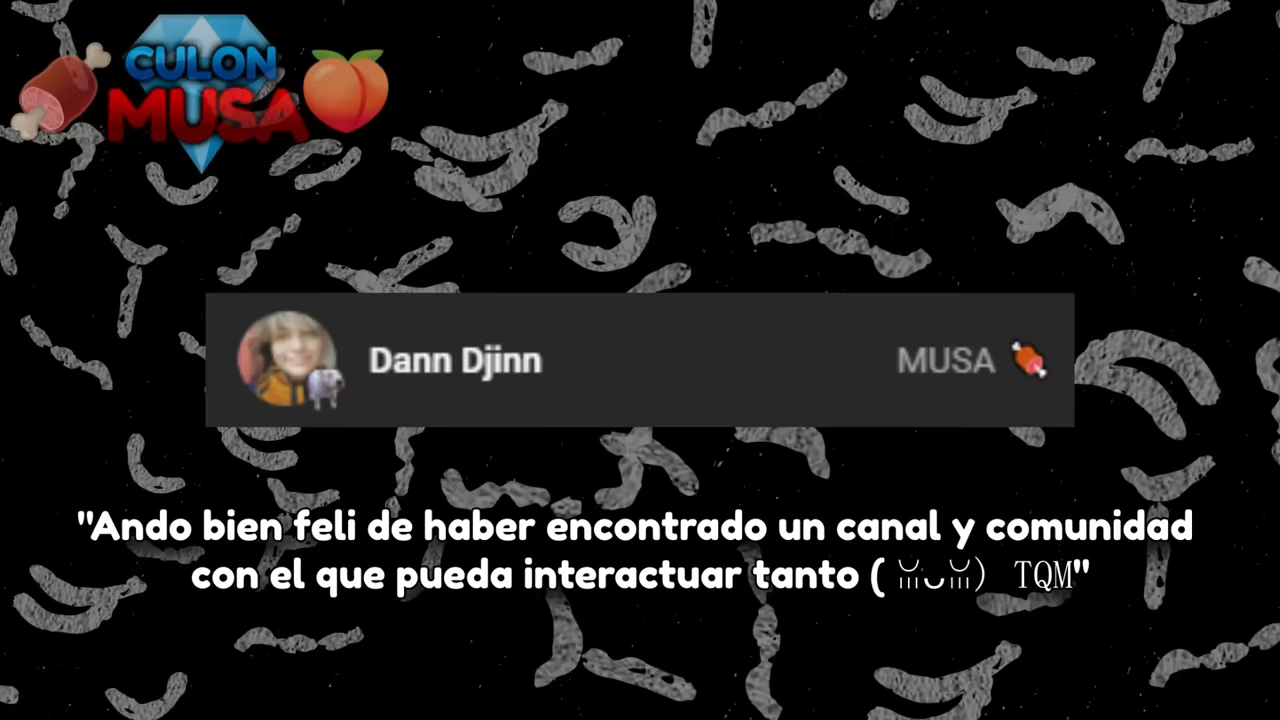 CULON
MUSA
Dann Djinn
MUSA
"Ando bien feli de haber encontrado un canal y comunidad
con el que pueda interactuar tanto ( ⩌⩊⩌) TQM"